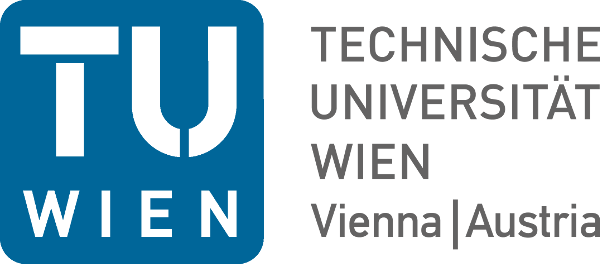 TU
WIEN
TECHNISCHE
UNIVERSITÄT
WIEN
Vienna|Austria